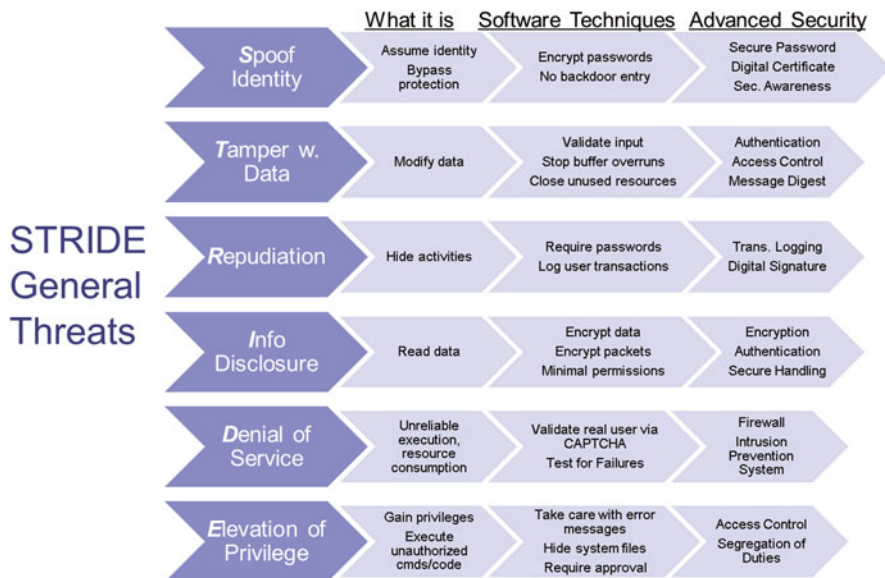 What it is
Software Techniques
Advanced Security
STRIDE
General
Threats
Spoof
Identity
Assume identity
Bypass
protection
Encrypt passwords
No backdoor entry
Secure Password
Digital Certificate
Sec. Awareness
Tamper w.
Data
Modify data
Validate input
Stop buffer overruns
Close unused resources
Authentication
Access Control
Message Digest
Repudiation
Hide activities
Require passwords
Log user transactions
Trans. Logging
Digital Signature
Info
Disclosure
Read data
Encrypt data
Encrypt packets
Minimal permissions
Encryption
Authentication
Secure Handling
Denial of
Service
Unreliable
execution,
resource
consumption
Validate real user via
CAPTCHA
Test for Failures
Firewall
Intrusion
Prevention
System
Elevation of
Privilege
Gain privileges
Execute
unauthorized
cmds/code
Take care with error
messages
Hide system files
Require approval
Access Control
Segregation of
Duties